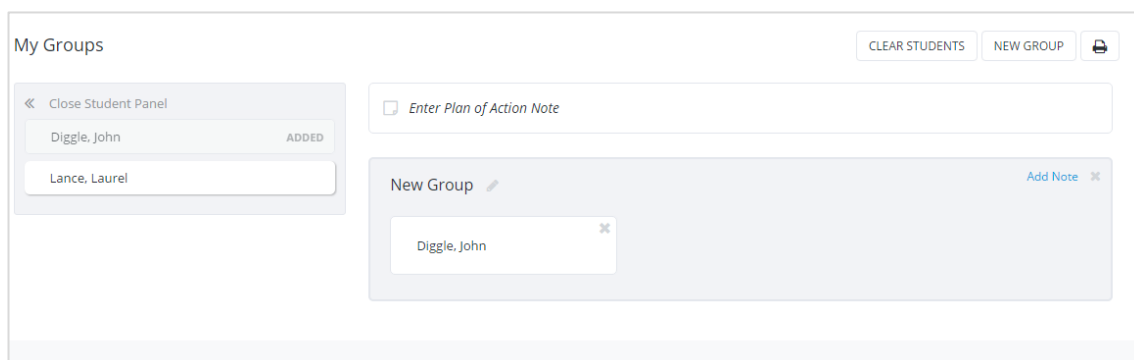 My Groups
CLEAR STUDENTS
NEW GROUP
Close Student Panel
Diggle, John ADDED
Lance, Laurel
Enter Plan of Action Note
New Group
Add Note
Diggle, John